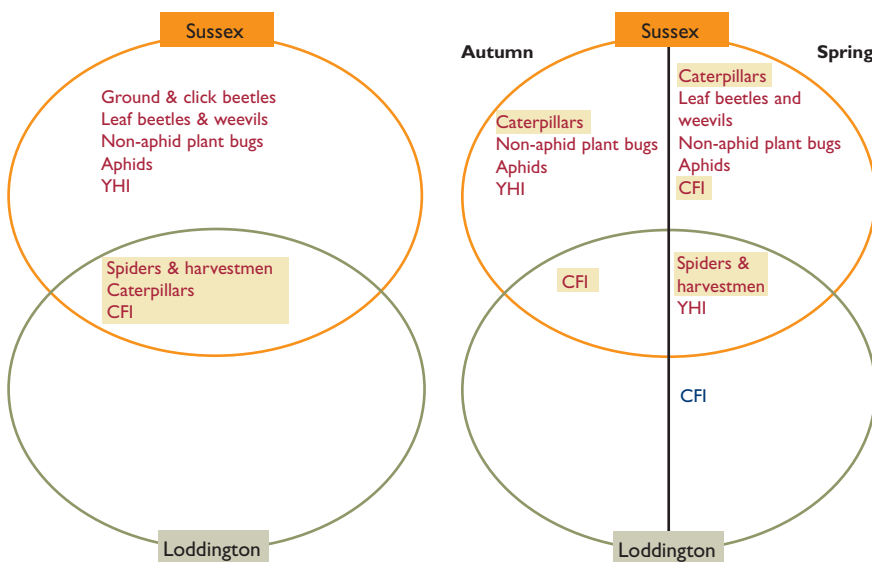 Sussex
Ground & click beetles
Leaf beetles & weevils
Non-aphid plant bugs
Aphids
YHI
Spiders & harvestmen
Caterpillars
CFI
Loddington
Sussex
Autumn
Spring
Caterpillars
Non-aphid plant bugs
Aphids
YHI
Caterpillars
Leaf beetles and
weevils
Non-aphid plant bugs
Aphids
CFI
CFI
Spiders &
harvestmen
YHI
CFI
Loddington